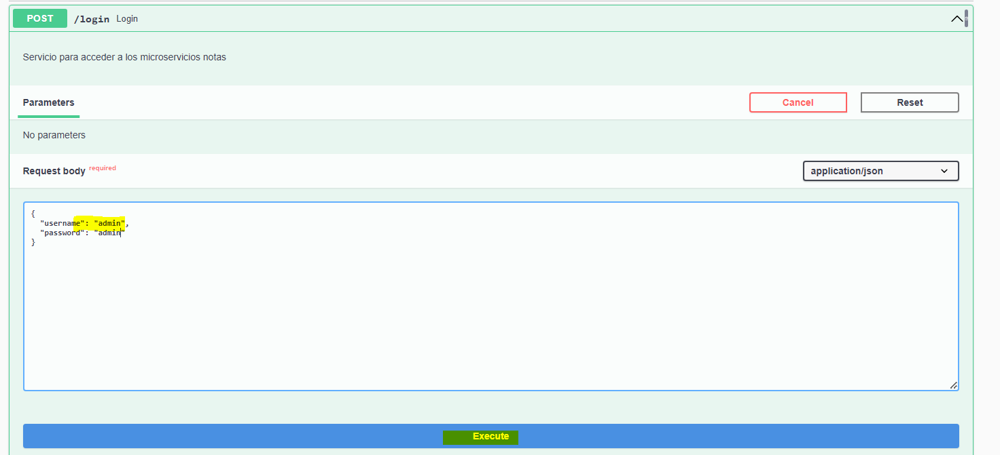 POST /login Login
Servicio para acceder a los microservicios notas
Parameters Cancel Reset
No parameters
Request body required application/json
{
"username": "admin",
"password": "admin"
}
Execute